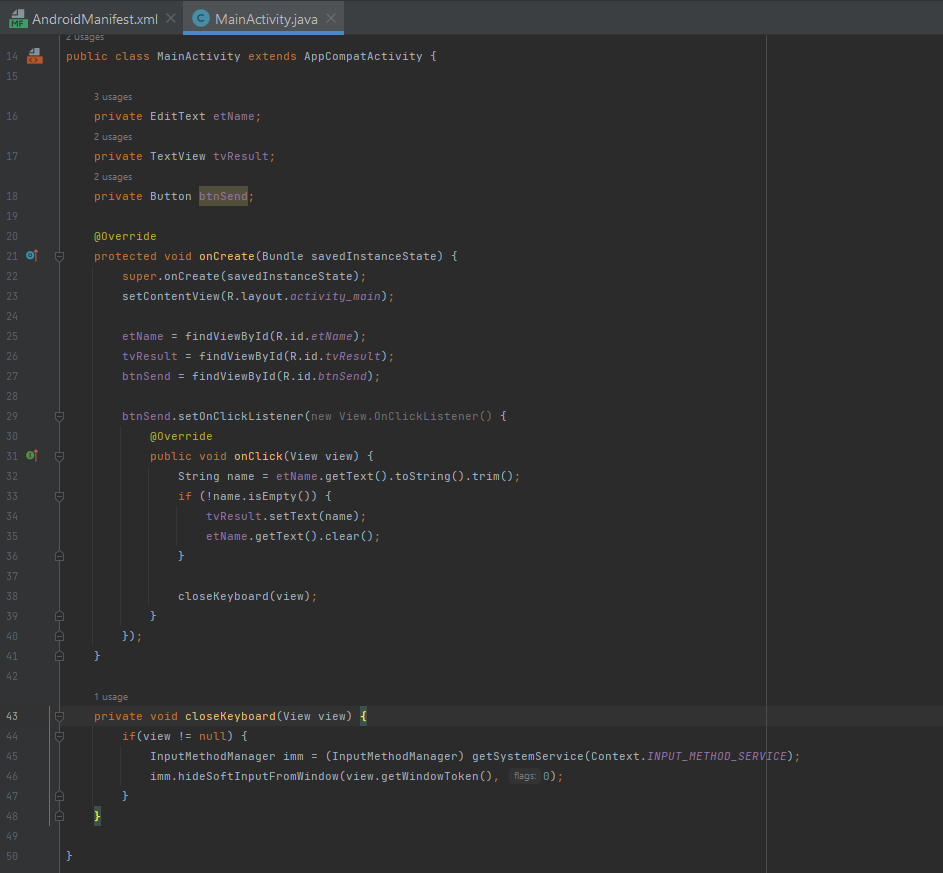 AndroidManifest.xml MainActivity.java
2 usages
14 public class MainActivity extends AppCompatActivity {
15
3 usages
16     private EditText etName;
2 usages
17     private TextView tvResult;
2 usages
18     private Button btnSend;
19
20     @Override
21     protected void onCreate(Bundle savedInstanceState) {
22         super.onCreate(savedInstanceState);
23         setContentView(R.layout.activity_main);
24
25         etName = findViewById(R.id.etName);
26         tvResult = findViewById(R.id.tvResult);
27         btnSend = findViewById(R.id.btnSend);
28
29         btnSend.setOnClickListener(new View.OnClickListener() {
30             @Override
31             public void onClick(View view) {
32                 String name = etName.getText().toString().trim();
33                 if (!name.isEmpty()) {
34                     tvResult.setText(name);
35                     etName.getText().clear();
36                 }
37
38                 closeKeyboard(view);
39             }
40         });
41     }
42
1 usage
43     private void closeKeyboard(View view) {
44         if(view != null) {
45             InputMethodManager imm = (InputMethodManager) getSystemService(Context.INPUT_METHOD_SERVICE);
46             imm.hideSoftInputFromWindow(view.getWindowToken(), flags: 0);
47         }
48     }
49
50 }